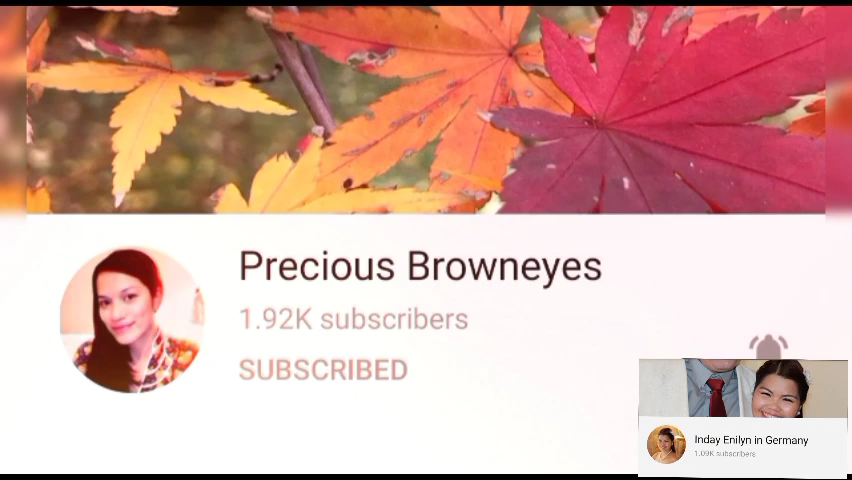 Precious Browneyes
1.92K subscribers
SUBSCRIBED
Inday Enilyn in Germany
1.09K subscribers